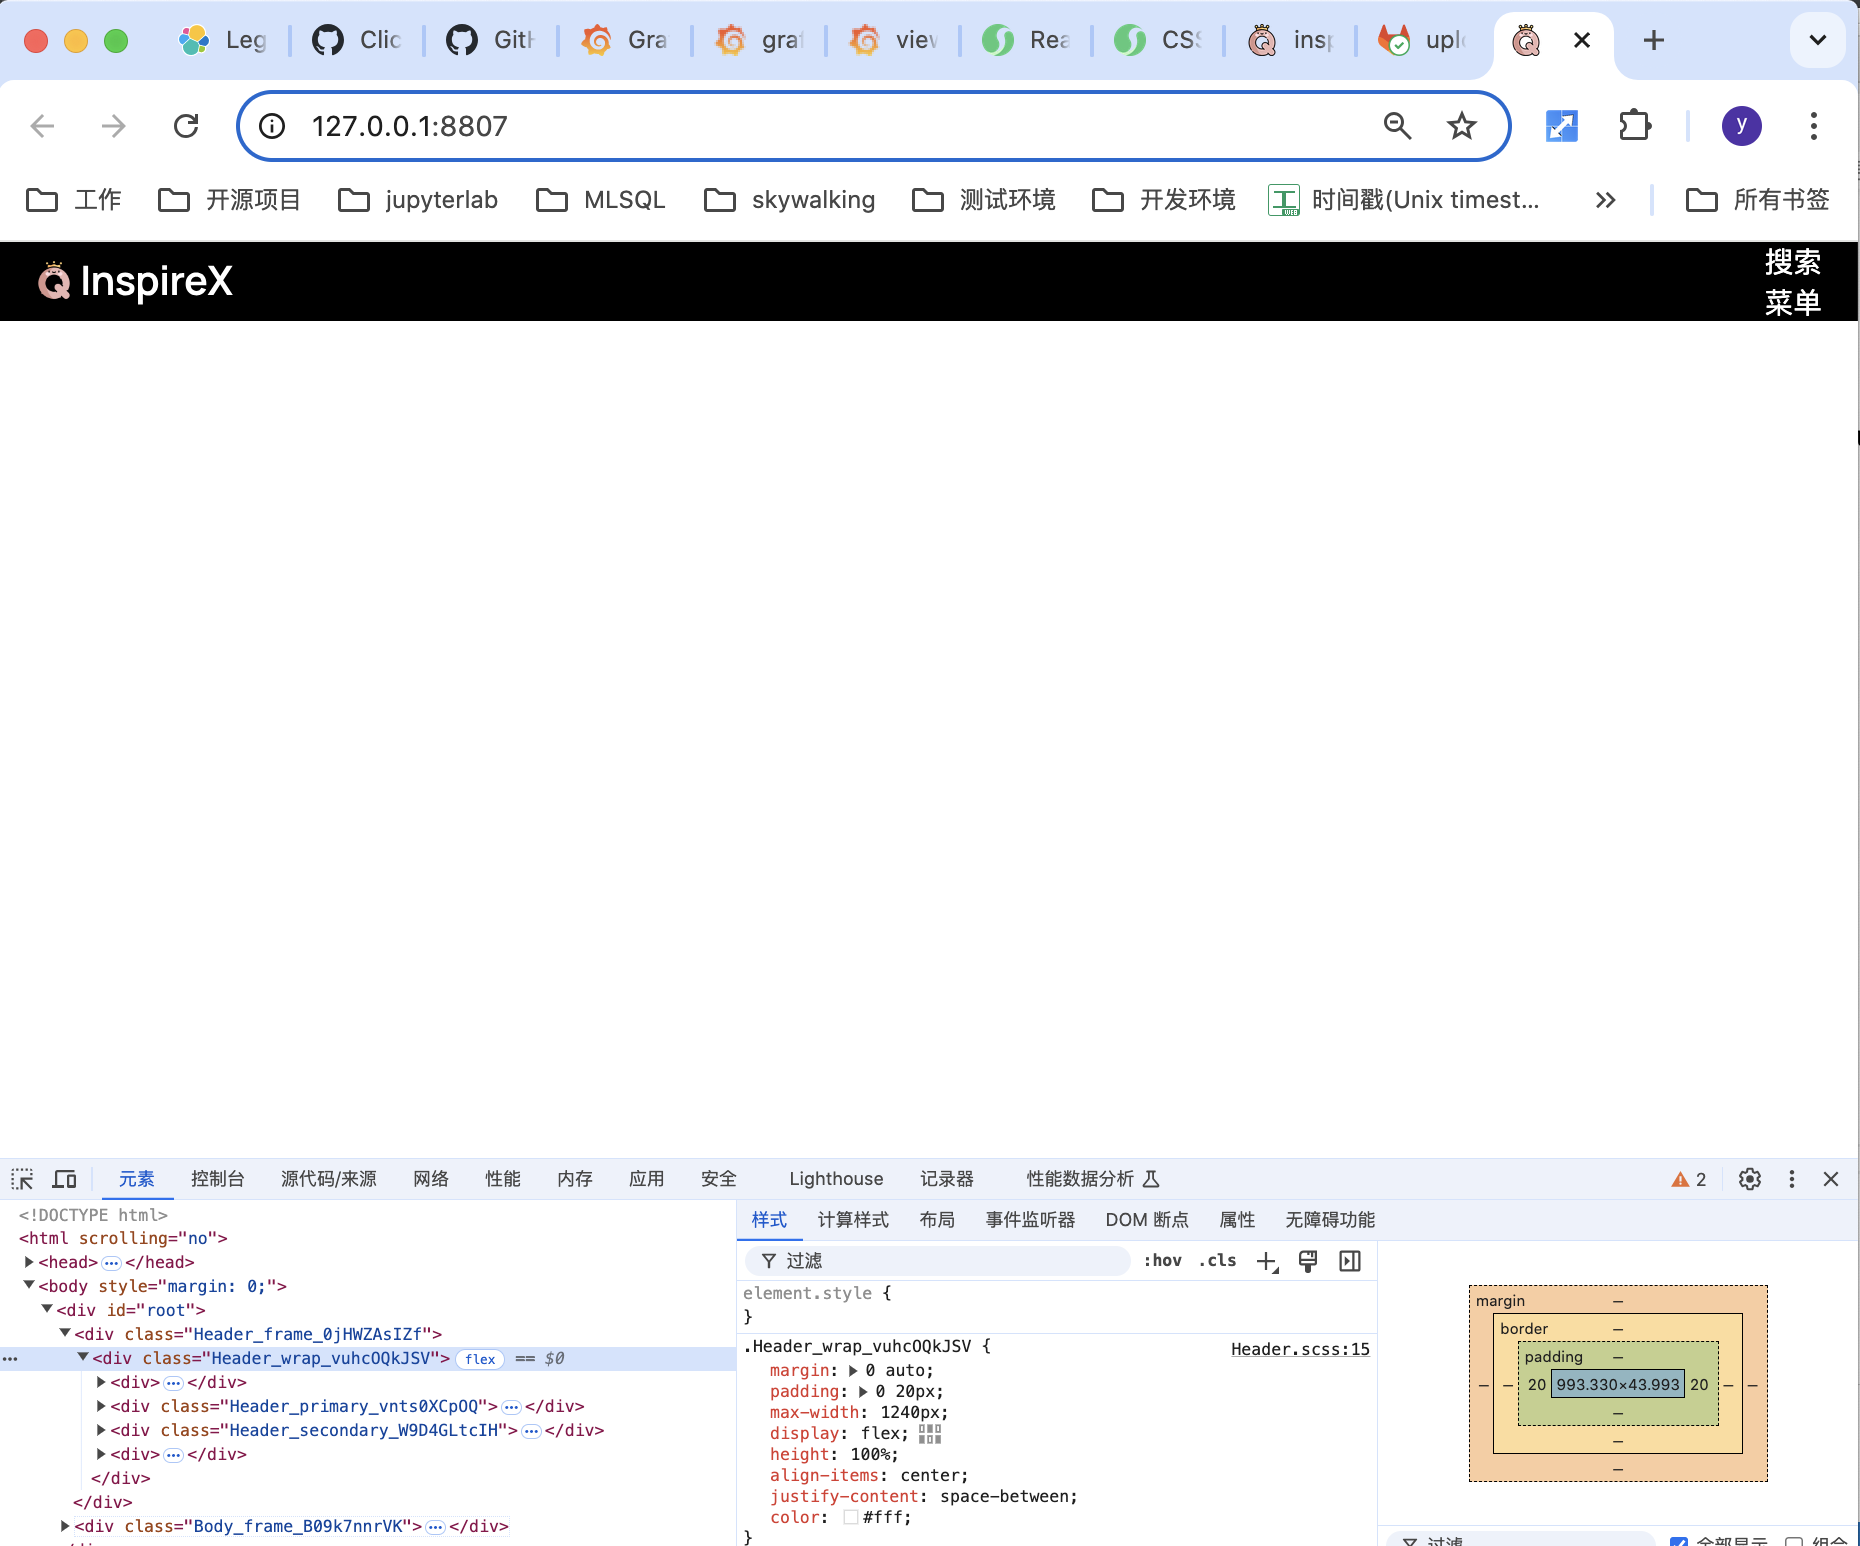 Leg
Clic
GitH
Gra
graf
view
Rea
CSS
insp
uplo
127.0.0.1:8807
y
工作
开源项目
jupyterlab
MLSQL
skywalking
测试环境
开发环境
时间戳(Unix timest...
所有书签
InspireX
搜索
菜单
元素 控制台 源代码/来源 网络 性能 内存 应用 安全 Lighthouse 记录器 性能数据分析 2
<!DOCTYPE html>
<html scrolling="no">
<head>…</head>
<body style="margin: 0;">
<div id="root">
<div class="Header_frame_0jHWZAsIZf">
<div class="Header_wrap_vuhcOQkJSV"> flex == $0
<div>…</div>
<div class="Header_primary_vnts0XCpOQ">…</div>
<div class="Header_secondary_W9D4GLtcIH">…</div>
<div>…</div>
</div>
</div>
<div class="Body_frame_B09k7nnrVK">…</div>
样式 计算样式 布局 事件监听器 DOM 断点 属性 无障碍功能
过滤 :hov .cls
element.style {
}
.Header_wrap_vuhcOQkJSV { Header.scss:15
margin: 0 auto;
padding: 0 20px;
max-width: 1240px;
display: flex;
height: 100%;
align-items: center;
justify-content: space-between;
color: #fff;
}
margin –
border –
padding –
– – 20 993.330×43.993 20 – –
–
–
–
过滤 全部显示 组合